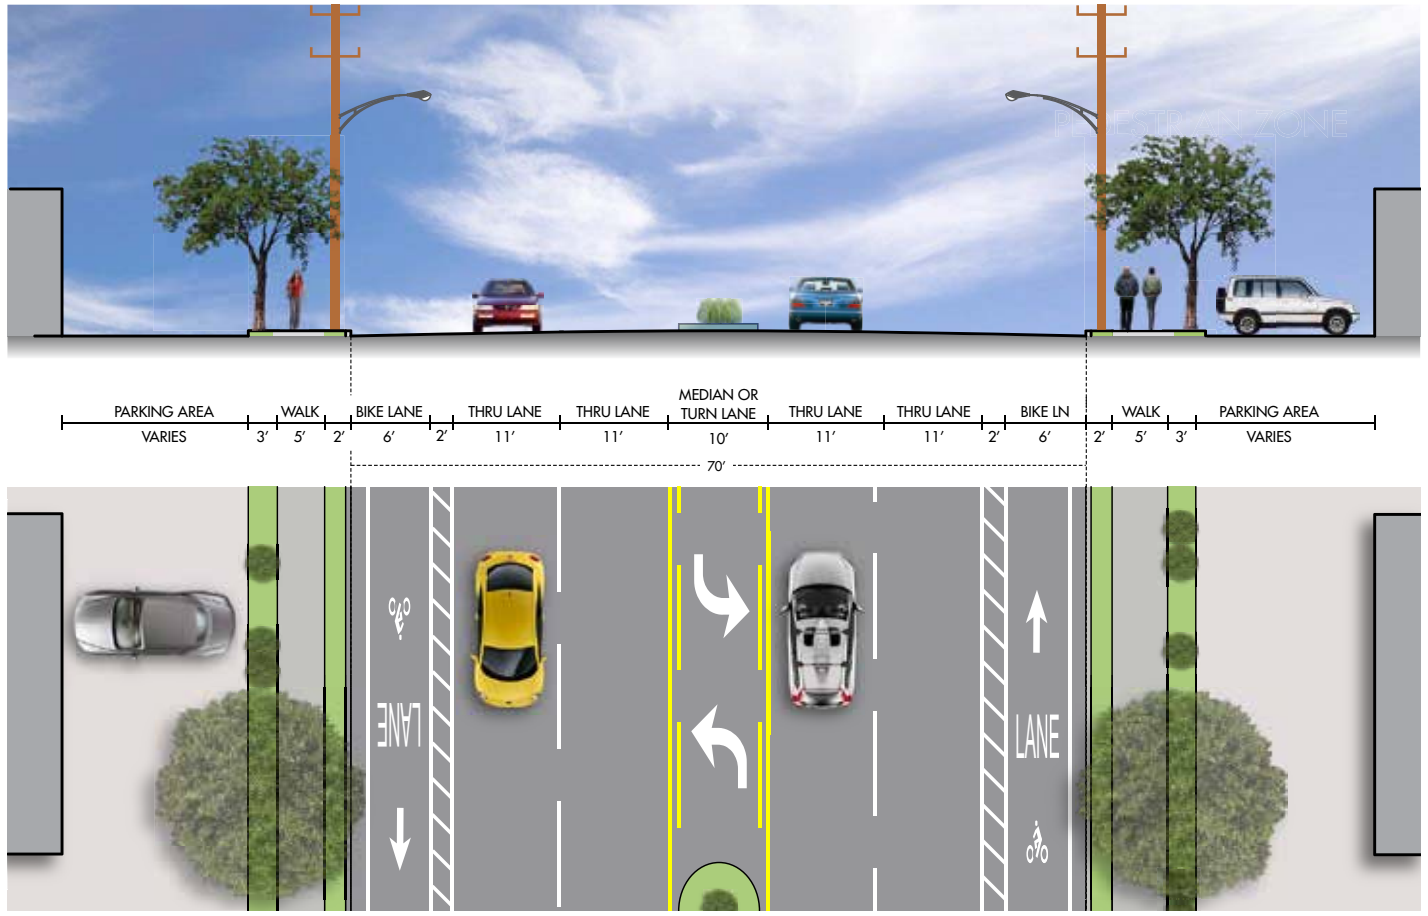 PEDESTRIAN ZONE
MEDIAN OR
PARKING AREA WALK BIKE LANE THRU LANE THRU LANE TURN LANE THRU LANE THRU LANE BIKE LN WALK PARKING AREA
VARIES 3’ 5’ 2’ 6’ 2’ 11’ 11’ 10’ 11’ 11’ 2’ 6’ 2’ 5’ 3’ VARIES
70’
LANE
LANE